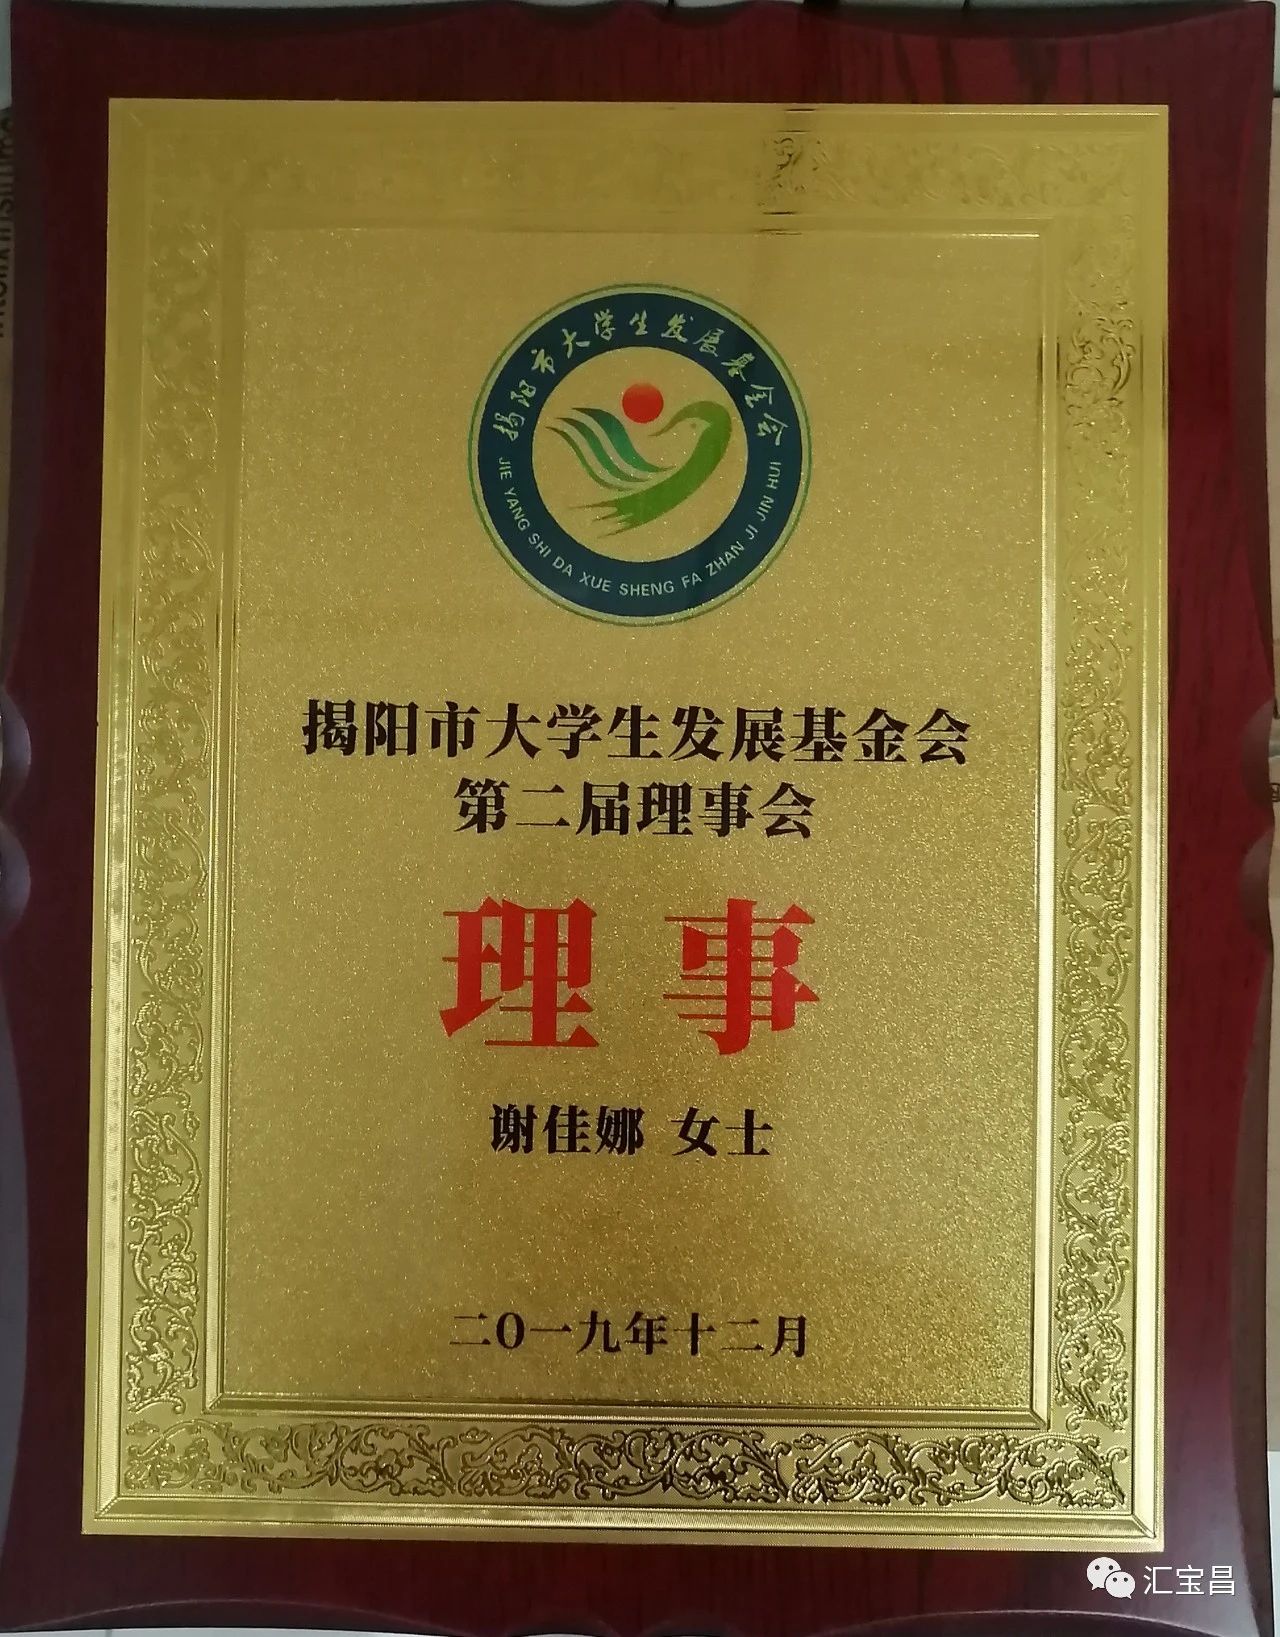 揭阳市大学生发展基金会
JIE YANG SHI DA XUE SHENG FA ZHAN JI JIN HUI
揭阳市大学生发展基金会
第二届理事会
理事
谢佳娜 女士
二O一九年十二月
汇宝昌